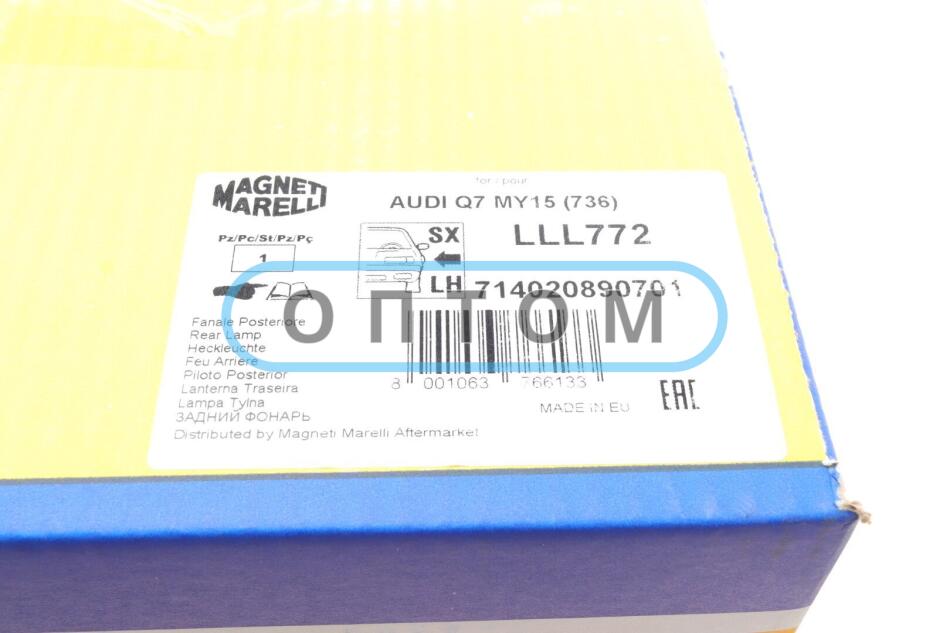 for / pour
MAGNETI
MARELLI
AUDI Q7 MY15 (736)
Pz/Pc/St/Pz/Pç
1
SX
LH
LLL772
714020890701
ОПТОМ
Fanale Posteriore
Rear Lamp
Heckleuchte
Feu Arriere
Piloto Posterior
Lanterna Traseira
Lampa Tylna
ЗАДНИЙ ФОНАРЬ
8 001063 766133
MADE IN EU
EAC
Distributed by Magneti Marelli Aftermarket